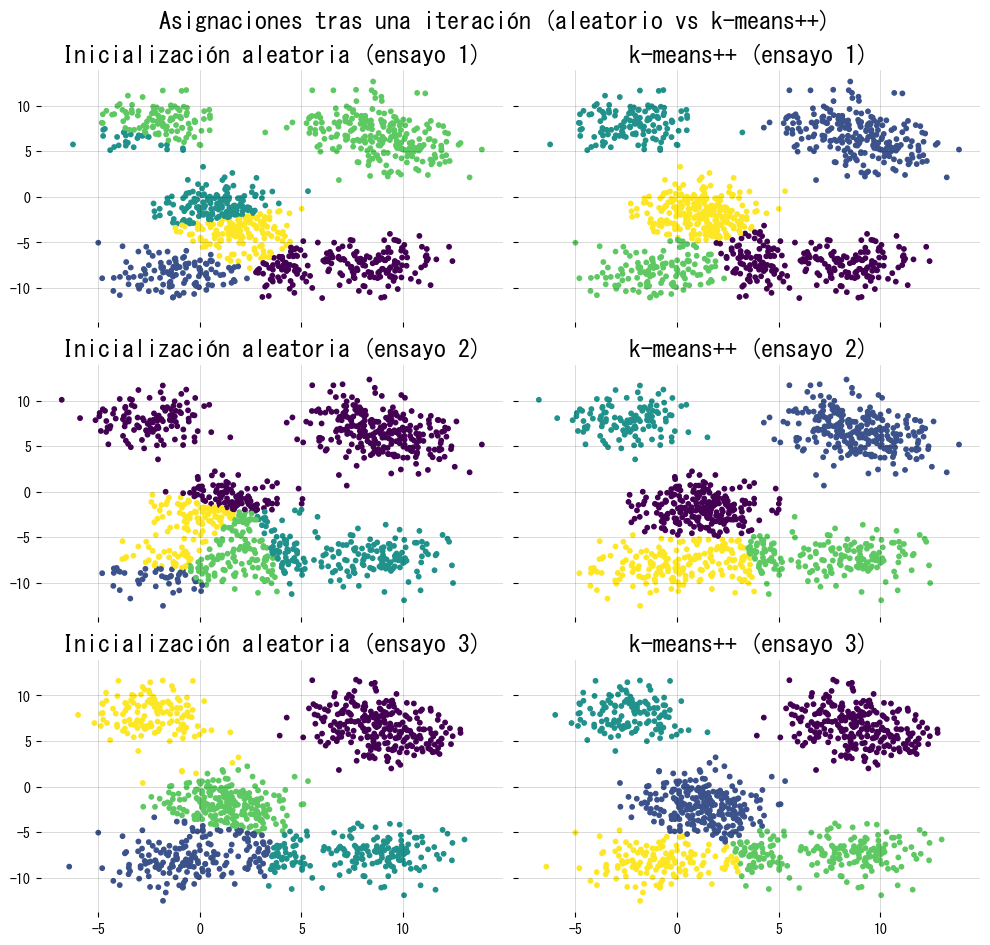 Asignaciones tras una iteración (aleatorio vs k-means++)
Inicialización aleatoria (ensayo 1)
k-means++ (ensayo 1)
10
5
0
−5
−10
Inicialización aleatoria (ensayo 2)
k-means++ (ensayo 2)
10
5
0
−5
−10
Inicialización aleatoria (ensayo 3)
k-means++ (ensayo 3)
10
5
0
−5
−10
−5 0 5 10
−5 0 5 10